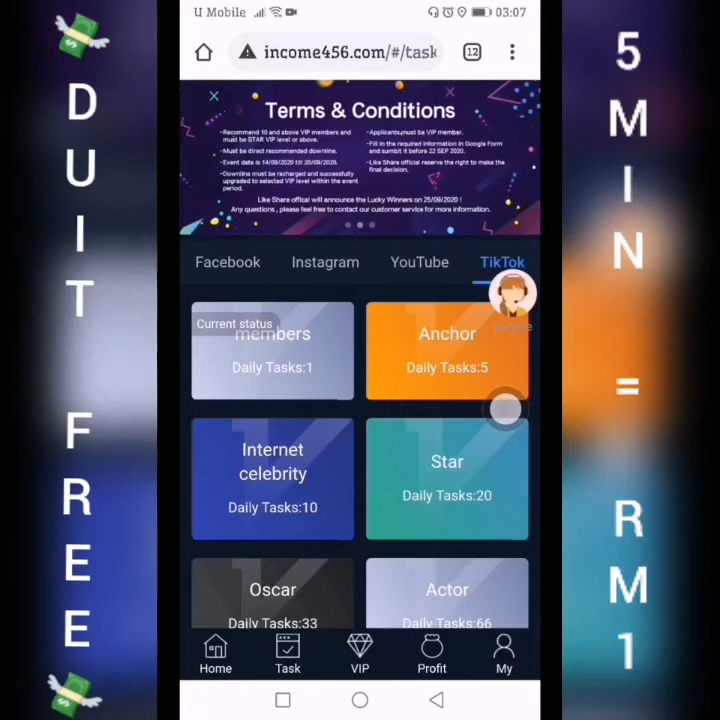 DUIT FREE
U Mobile 03:07
income456.com/#/task
12
Terms & Conditions
-Recommend 10 and above VIP members and
must be STAR VIP level or above.
-Must be direct recommended downline.
-Event date is 14/09/2020 till 20/09/2020.
-Downline must be recharged and successfully
upgraded to selected VIP level within the event
period.
-Applicants must be VIP member.
-Fill in the required information in Google Form
and sumbit it before 22 SEP 2020.
-Like Share official reserve the right to make the
final decision.
Like Share offical will announce the Lucky Winners on 25/09/2020 !
Any questions , please feel free to contact our customer service for more information.
Facebook Instagram YouTube TikTok
Service
Current status
members
Daily Tasks:1
Anchor
Daily Tasks:5
Internet
celebrity
Daily Tasks:10
Star
Daily Tasks:20
Oscar
Daily Tasks:33
Actor
Daily Tasks:66
Home Task VIP Profit My
5 MIN = RM1